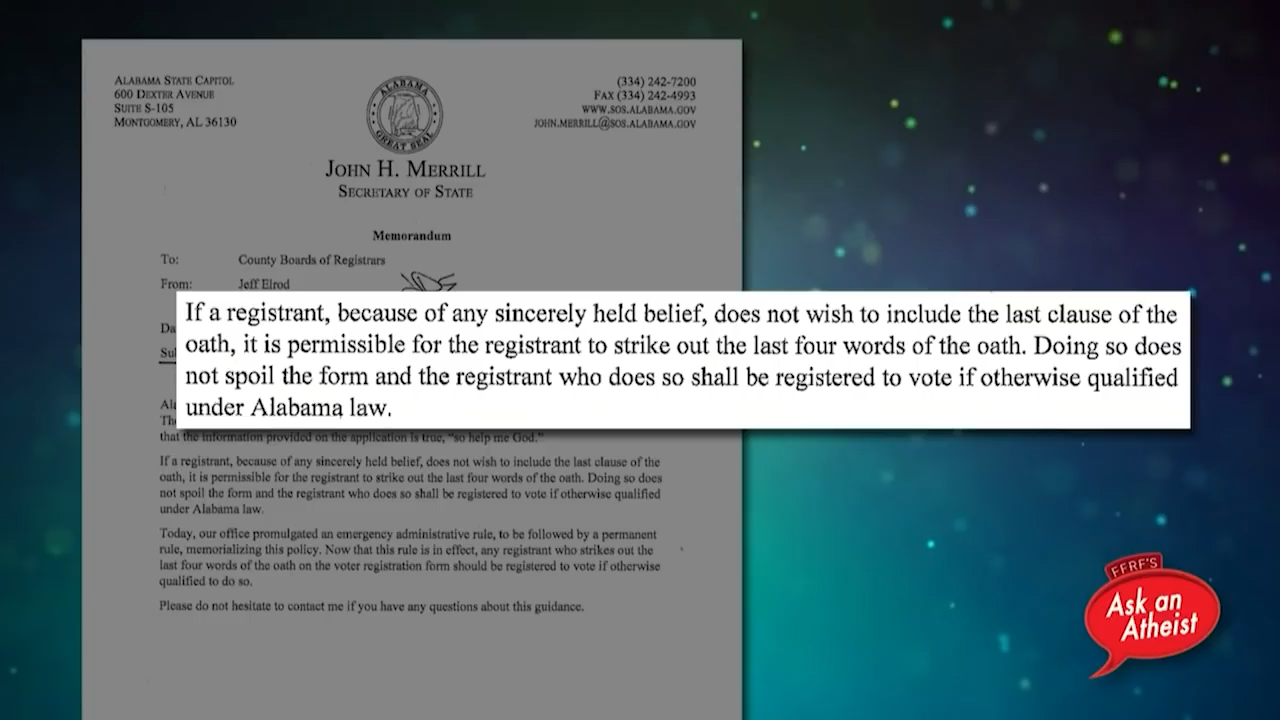 ALABAMA STATE CAPITOL
600 DEXTER AVENUE
SUITE S-105
MONTGOMERY, AL 36130
ALABAMA
GREAT SEAL
(334) 242-7200
FAX (334) 242-4993
WWW.SOS.ALABAMA.GOV
JOHN.MERRILL@SOS.ALABAMA.GOV
JOHN H. MERRILL
SECRETARY OF STATE
Memorandum
To: County Boards of Registrars
From: Jeff Elrod
If a registrant, because of any sincerely held belief, does not wish to include the last clause of the
oath, it is permissible for the registrant to strike out the last four words of the oath. Doing so does
not spoil the form and the registrant who does so shall be registered to vote if otherwise qualified
under Alabama law.
that the information provided on the application is true, "so help me God."
If a registrant, because of any sincerely held belief, does not wish to include the last clause of the
oath, it is permissible for the registrant to strike out the last four words of the oath. Doing so does
not spoil the form and the registrant who does so shall be registered to vote if otherwise qualified
under Alabama law.
Today, our office promulgated an emergency administrative rule, to be followed by a permanent
rule, memorializing this policy. Now that this rule is in effect, any registrant who strikes out the
last four words of the oath on the voter registration form should be registered to vote if otherwise
qualified to do so.
Please do not hesitate to contact me if you have any questions about this guidance.
FFRF'S
Ask an
Atheist